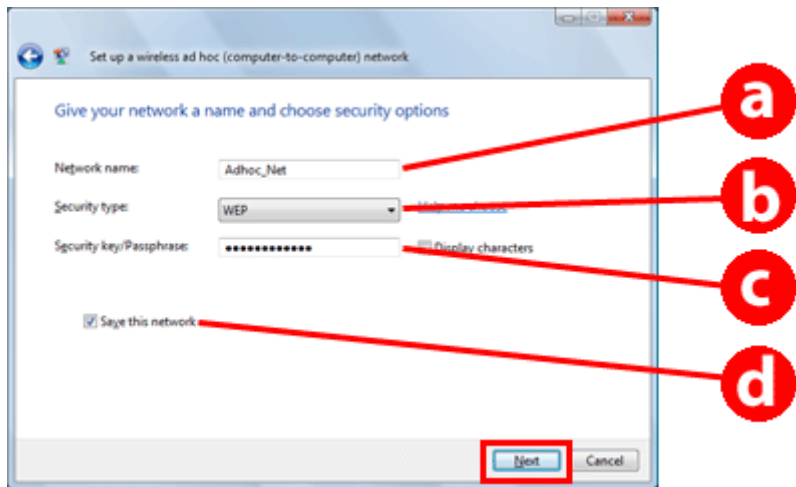 Set up a wireless ad hoc (computer-to-computer) network
Give your network a name and choose security options
Network name: Adhoc_Net
a
Security type: WEP
b
Security key/Passphrase: ●●●●●●●●●●●● Display characters
c
Save this network
d
Next Cancel